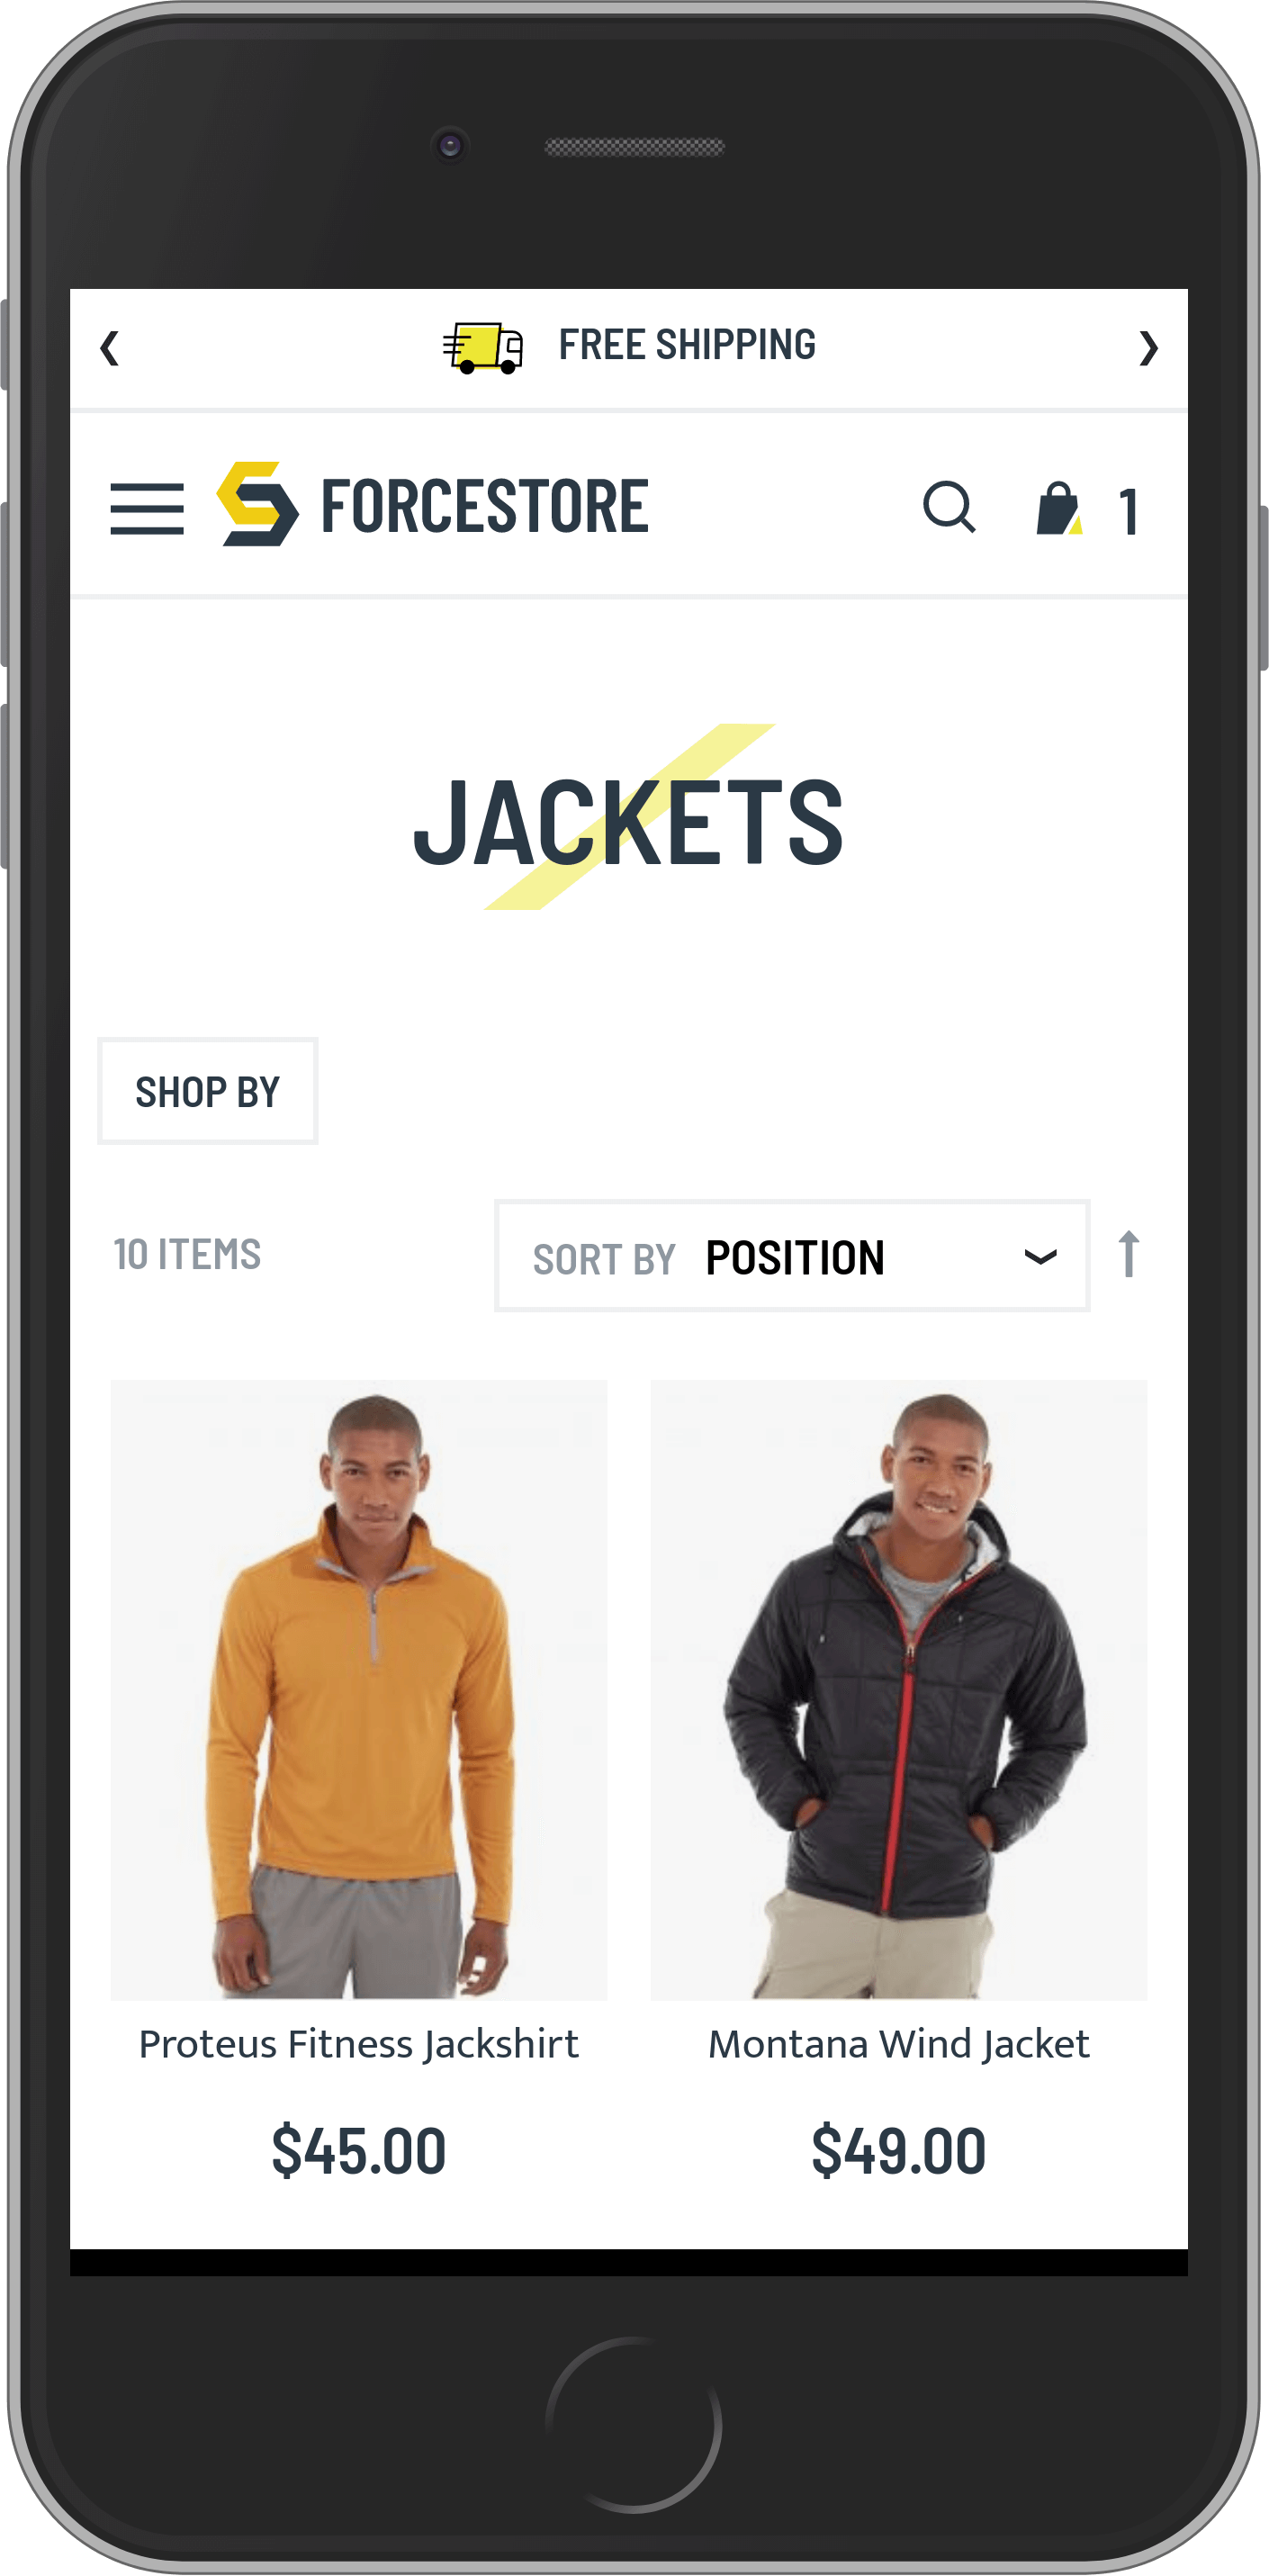 FREE SHIPPING
FORCESTORE 1
JACKETS
SHOP BY
10 ITEMS SORT BY POSITION
Proteus Fitness Jackshirt Montana Wind Jacket
$45.00 $49.00